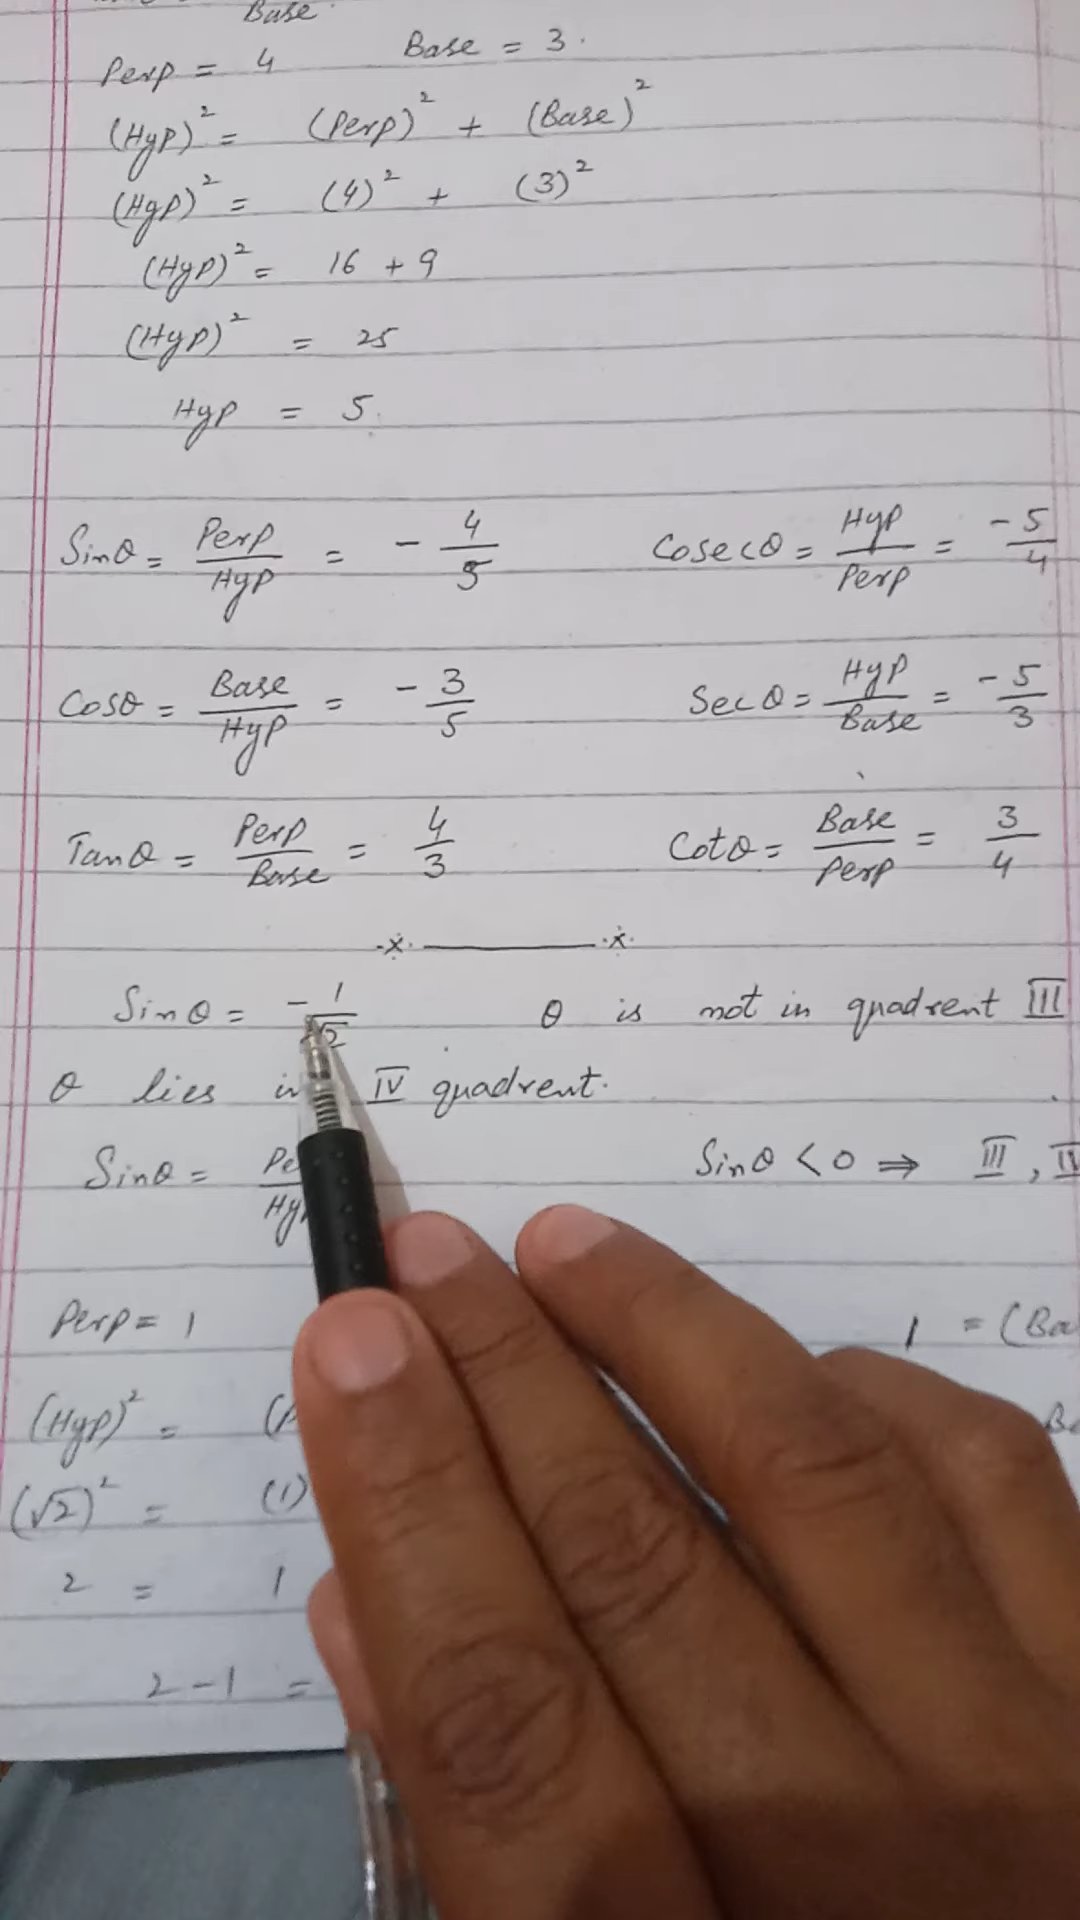 Base.
Perp = 4 Base = 3.
(Hyp)² = (Perp)² + (Base)²
(Hyp)² = (4)² + (3)²
(Hyp)² = 16 + 9
(Hyp)² = 25
Hyp = 5.
Sinθ = Perp/Hyp = - 4/5 Cosecθ = Hyp/Perp = -5/4
Cosθ = Base/Hyp = - 3/5 Secθ = Hyp/Base = -5/3
Tanθ = Perp/Base = 4/3 Cotθ = Base/Perp = 3/4
Sinθ = - 1/√2 θ is not in quadrent III
θ lies in IV quadrent.
Sinθ = Sinθ < 0 ⇒ III, IV
Perp = 1 1 = (Ba
(Hyp)² = (
(√2)² = (1)
2 = 1
2 - 1 =